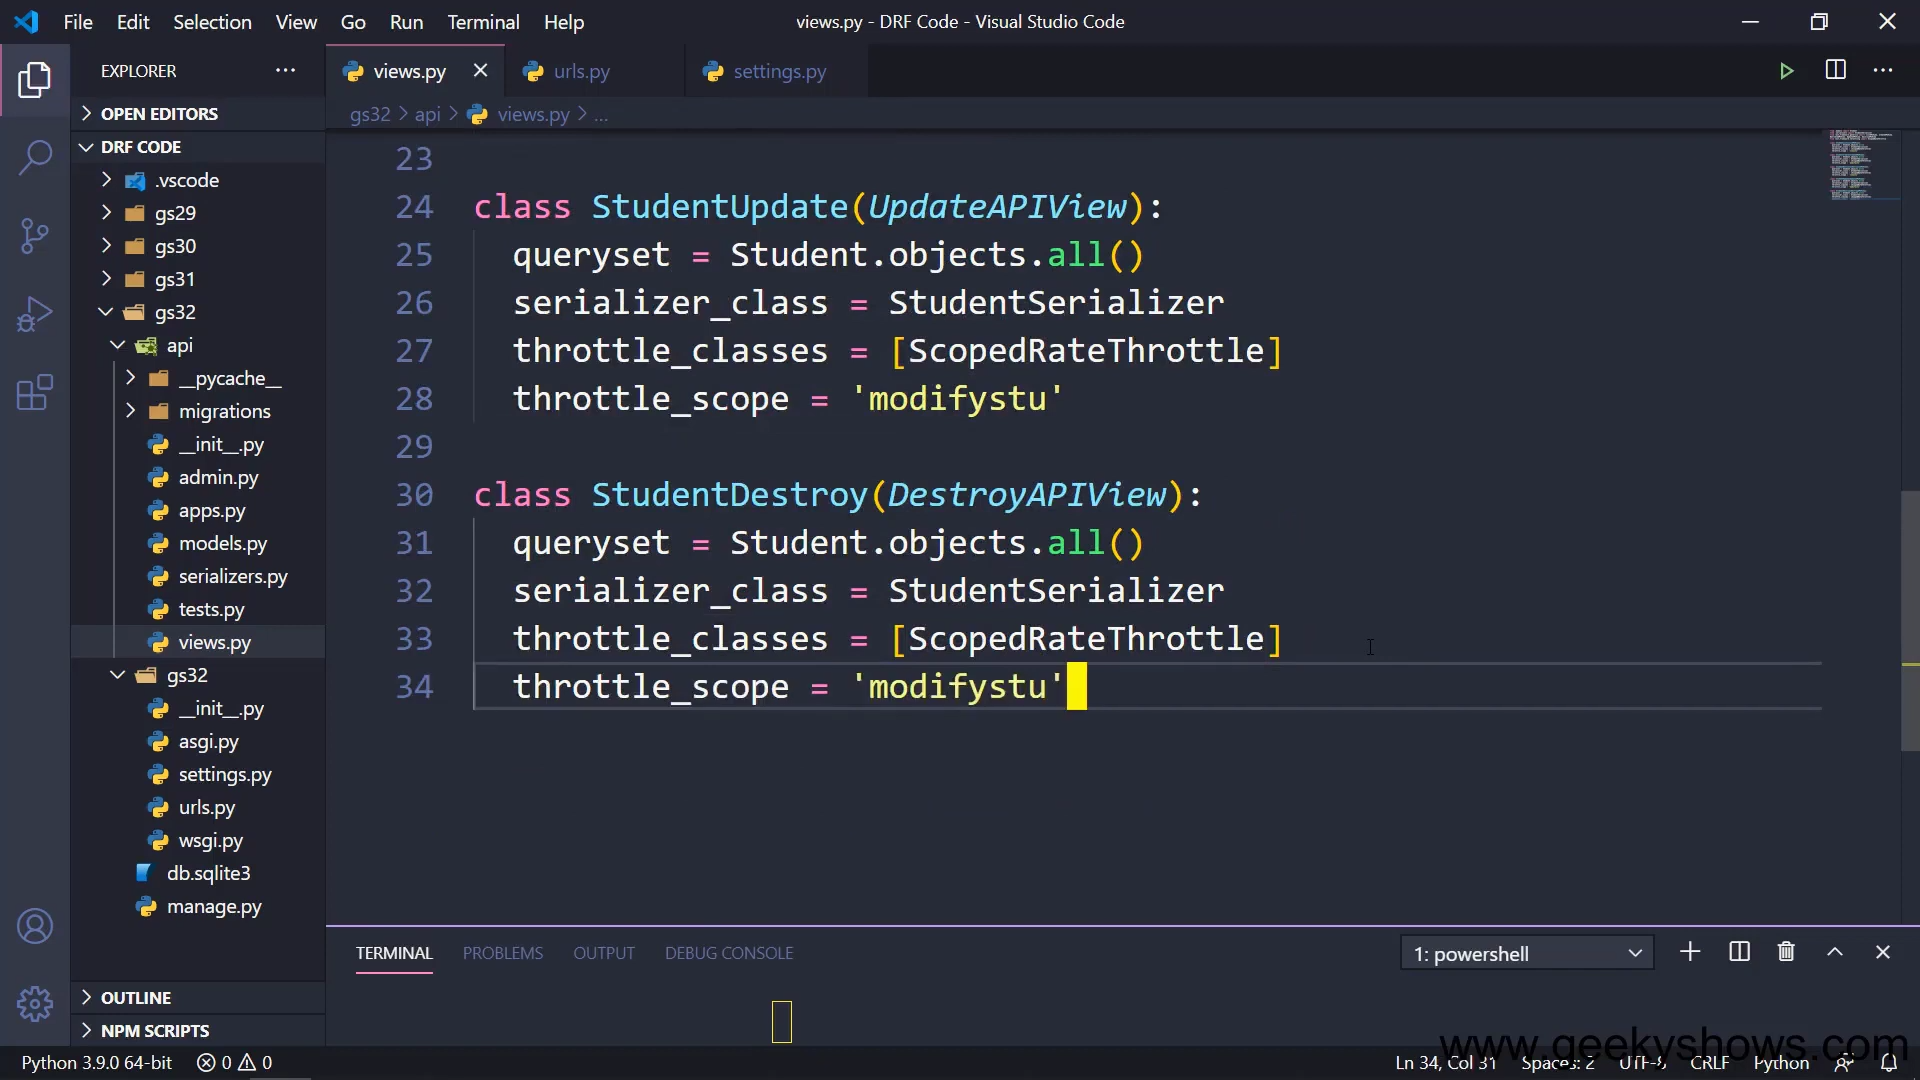 File Edit Selection View Go Run Terminal Help
views.py - DRF Code - Visual Studio Code
EXPLORER
views.py
urls.py
settings.py
OPEN EDITORS
gs32 > api > views.py > ...
DRF CODE
.vscode
gs29
gs30
gs31
gs32
api
__pycache__
migrations
__init__.py
admin.py
apps.py
models.py
serializers.py
tests.py
views.py
gs32
__init__.py
asgi.py
settings.py
urls.py
wsgi.py
db.sqlite3
manage.py
OUTLINE
NPM SCRIPTS
23
24 class StudentUpdate(UpdateAPIView):
25 queryset = Student.objects.all()
26 serializer_class = StudentSerializer
27 throttle_classes = [ScopedRateThrottle]
28 throttle_scope = 'modifystu'
29
30 class StudentDestroy(DestroyAPIView):
31 queryset = Student.objects.all()
32 serializer_class = StudentSerializer
33 throttle_classes = [ScopedRateThrottle]
34 throttle_scope = 'modifystu'
TERMINAL PROBLEMS OUTPUT DEBUG CONSOLE
1: powershell
www.geekyshows.com
Python 3.9.0 64-bit 0 0
Ln 34, Col 31 Spaces: 2 UTF-8 CRLF Python